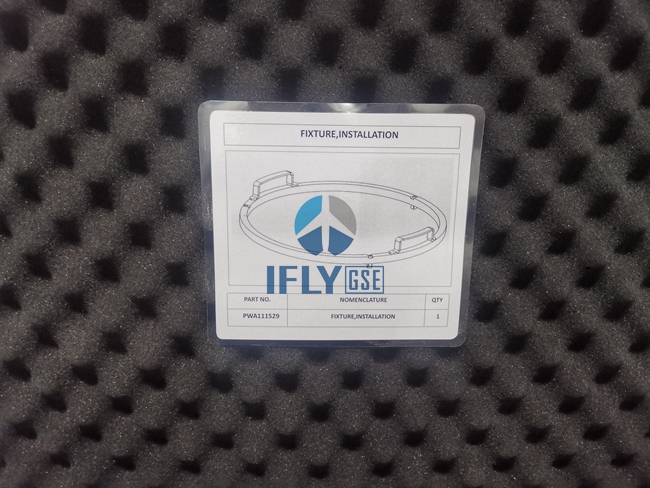 FIXTURE,INSTALLATION
IFLY GSE
PART NO. NOMENCLATURE QTY
PWA111529 FIXTURE,INSTALLATION 1